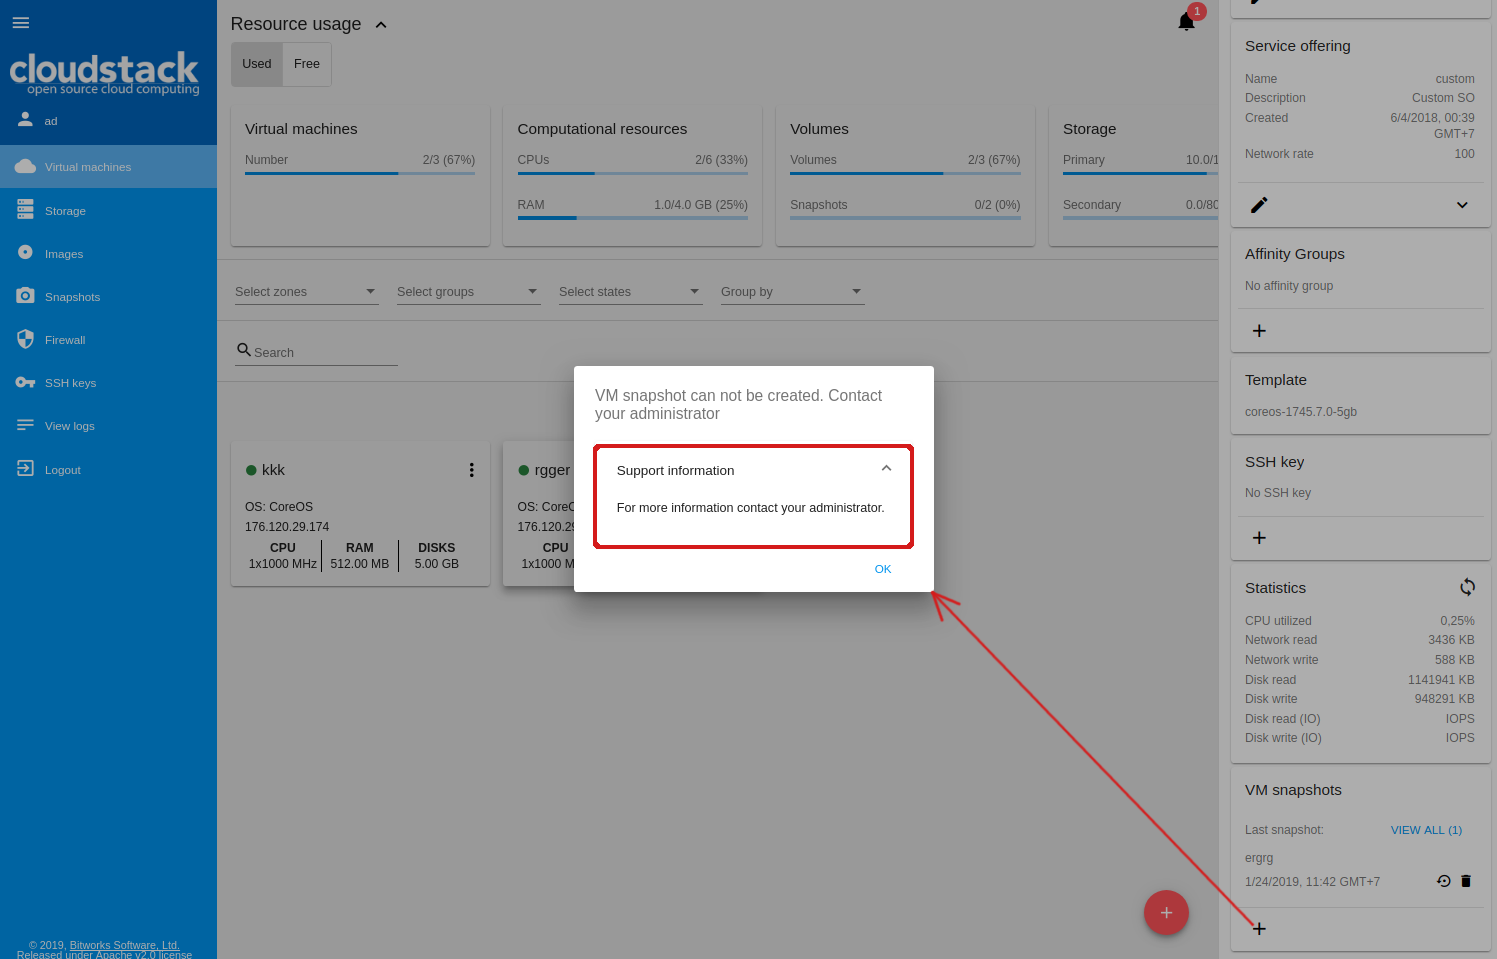 cloudstack
open source cloud computing
ad
Virtual machines
Storage
Images
Snapshots
Firewall
SSH keys
View logs
Logout
© 2019, Bitworks Software, Ltd.
Released under Apache v2.0 license
Resource usage
1
Used Free
Virtual machines
Number 2/3 (67%)
Computational resources
CPUs 2/6 (33%)
RAM 1.0/4.0 GB (25%)
Volumes
Volumes 2/3 (67%)
Snapshots 0/2 (0%)
Storage
Primary 10.0/1
Secondary 0.0/80
Select zones Select groups Select states Group by
Search
kkk
OS: CoreOS
176.120.29.174
CPU RAM DISKS
1x1000 MHz 512.00 MB 5.00 GB
rgger
OS: CoreO
176.120.29
CPU
1x1000 M
VM snapshot can not be created. Contact
your administrator
Support information
For more information contact your administrator.
OK
Service offering
Name custom
Description Custom SO
Created 6/4/2018, 00:39
GMT+7
Network rate 100
Affinity Groups
No affinity group
Template
coreos-1745.7.0-5gb
SSH key
No SSH key
Statistics
CPU utilized 0,25%
Network read 3436 KB
Network write 588 KB
Disk read 1141941 KB
Disk write 948291 KB
Disk read (IO) IOPS
Disk write (IO) IOPS
VM snapshots
Last snapshot: VIEW ALL (1)
ergrg
1/24/2019, 11:42 GMT+7